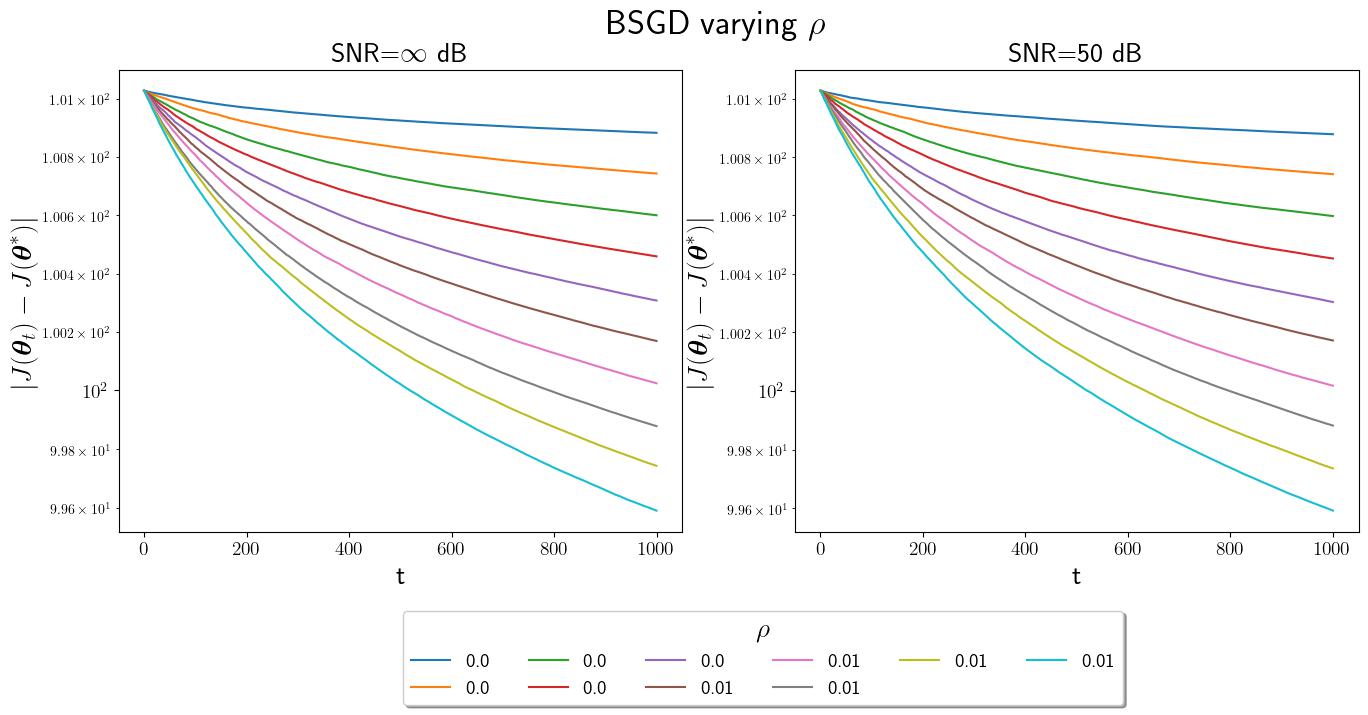 BSGD varying ρ
SNR=∞ dB
1.01 × 10²
1.008 × 10²
1.006 × 10²
1.004 × 10²
1.002 × 10²
10²
9.98 × 10¹
9.96 × 10¹
|J(θₜ) − J(θ*)|
0 200 400 600 800 1000
t
SNR=50 dB
1.01 × 10²
1.008 × 10²
1.006 × 10²
1.004 × 10²
1.002 × 10²
10²
9.98 × 10¹
9.96 × 10¹
|J(θₜ) − J(θ*)|
0 200 400 600 800 1000
t
ρ
0.0 0.0 0.0 0.01 0.01 0.01
0.0 0.0 0.01 0.01